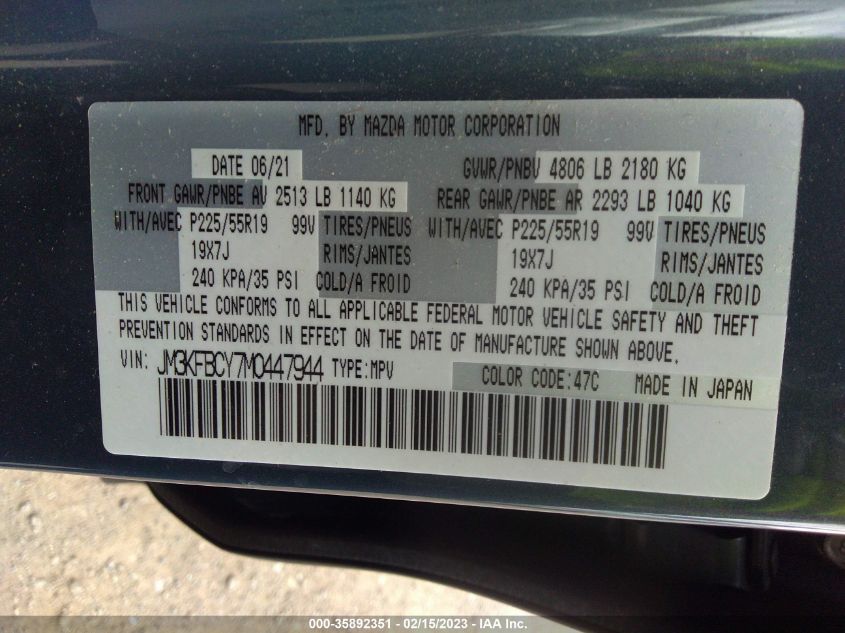 MFD. BY MAZDA MOTOR CORPORATION
DATE 06/21 GVWR/PNBV 4806 LB 2180 KG
FRONT GAWR/PNBE AV 2513 LB 1140 KG REAR GAWR/PNBE AR 2293 LB 1040 KG
WITH/AVEC P225/55R19 99V TIRES/PNEUS WITH/AVEC P225/55R19 99V TIRES/PNEUS
19X7J RIMS/JANTES 19X7J RIMS/JANTES
240 KPA/35 PSI COLD/A FROID 240 KPA/35 PSI COLD/A FROID
THIS VEHICLE CONFORMS TO ALL APPLICABLE FEDERAL MOTOR VEHICLE SAFETY AND THEFT
PREVENTION STANDARDS IN EFFECT ON THE DATE OF MANUFACTURE SHOWN ABOVE.
VIN: JM3KFBCY7M0447944 TYPE:MPV COLOR CODE:47C MADE IN JAPAN
000-35892351 - 02/15/2023 - IAAI.com